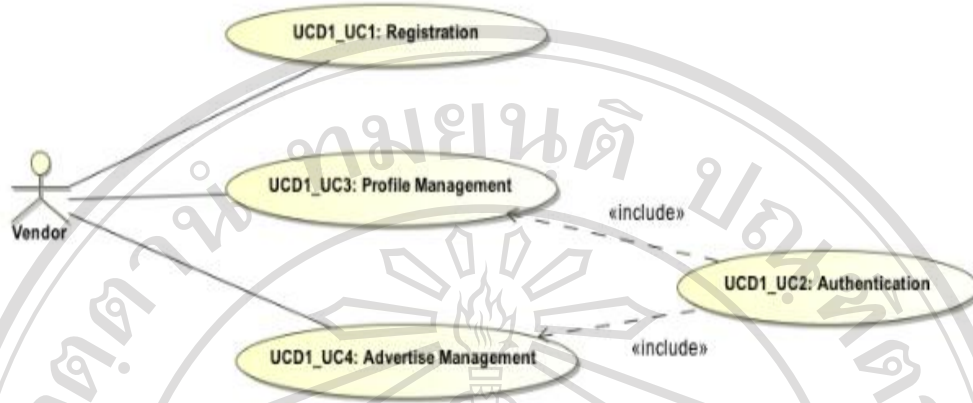 UCD1_UC1: Registration
UCD1_UC3: Profile Management
«include»
Vendor
UCD1_UC2: Authentication
«include»
UCD1_UC4: Advertise Management